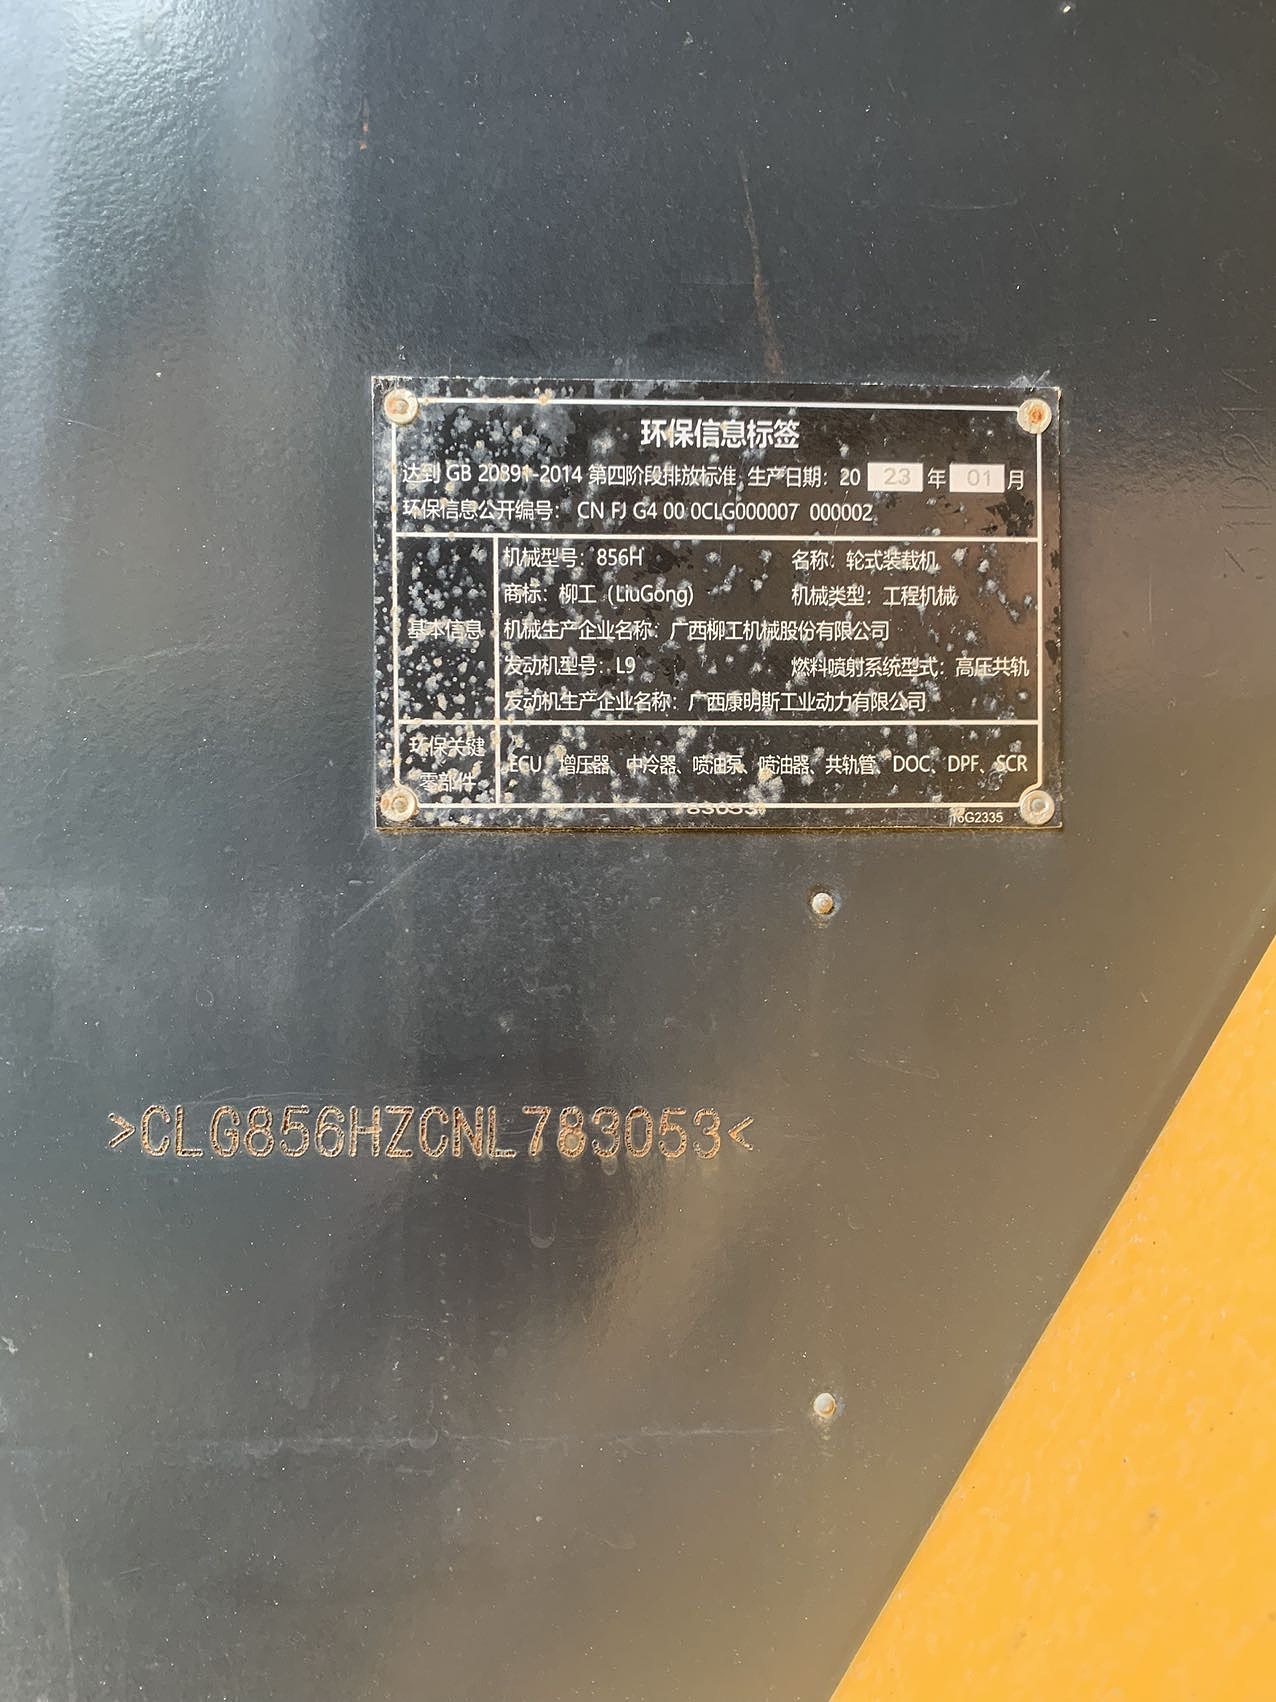 环保信息标签
达到 GB 20891-2014 第四阶段排放标准 生产日期：20 23 年 01 月
环保信息公开编号： CN FJ G4 00 0CLG000007 000002
基本信息
机械型号：856H 名称：轮式装载机
商标：柳工（LiuGong） 机械类型：工程机械
机械生产企业名称：广西柳工机械股份有限公司
发动机型号：L9 燃料喷射系统型式：高压共轨
发动机生产企业名称：广西康明斯工业动力有限公司
环保关键
零部件
ECU、增压器、中冷器、喷油泵、喷油器、共轨管、DOC、DPF、SCR
783053
16G2335
>CLG856HZCNL783053<